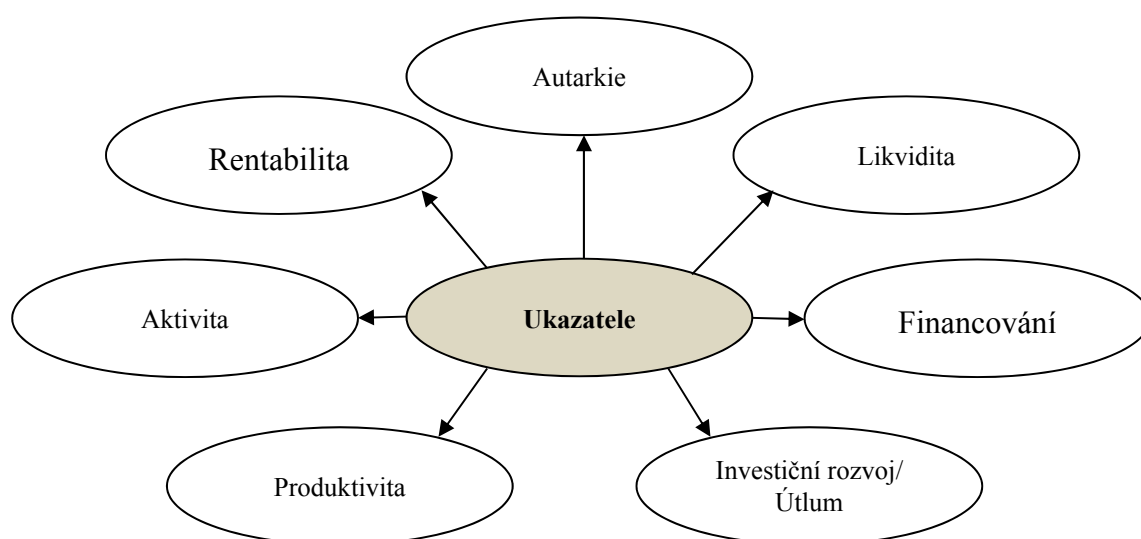 Autarkie
Rentabilita
Likvidita
Aktivita
Ukazatele
Financování
Produktivita
Investiční rozvoj/
Útlum